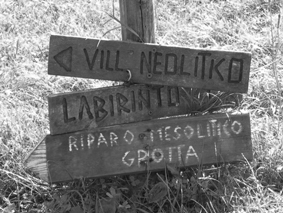 VILL. NEOLITICO
LABIRINTO
RIPARO MESOLITICO
GROTTA